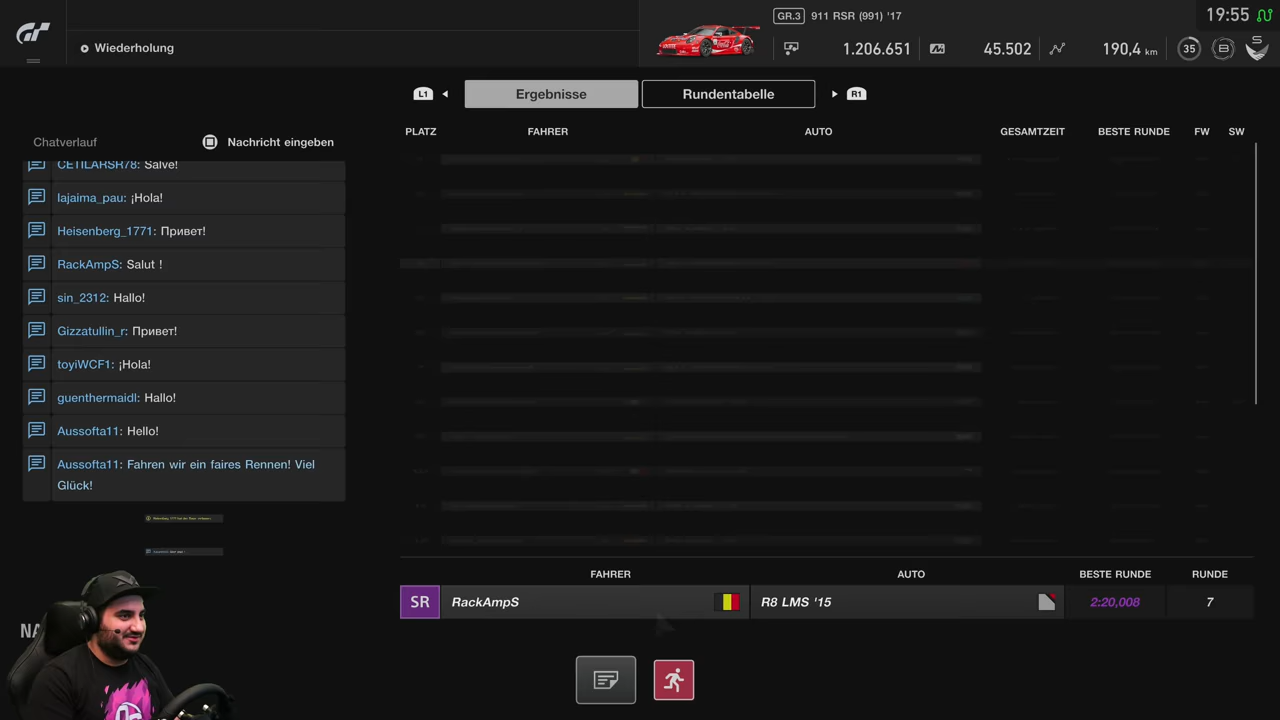 GR.3 911 RSR (991) '17
19:55
Wiederholung
1.206.651 45.502 190,4 km 35 B S
L1 Ergebnisse Rundentabelle R1
Chatverlauf Nachricht eingeben
PLATZ FAHRER AUTO GESAMTZEIT BESTE RUNDE FW SW
CETILARSR78: Salve!
lajaima_pau: ¡Hola!
Heisenberg_1771: Привет!
RackAmpS: Salut !
sin_2312: Hallo!
Gizzatullin_r: Привет!
toyiWCF1: ¡Hola!
guenthermaidl: Hallo!
Aussofta11: Hello!
Aussofta11: Fahren wir ein faires Rennen! Viel
Glück!
FAHRER AUTO BESTE RUNDE RUNDE
SR RackAmpS R8 LMS '15 2:20,008 7